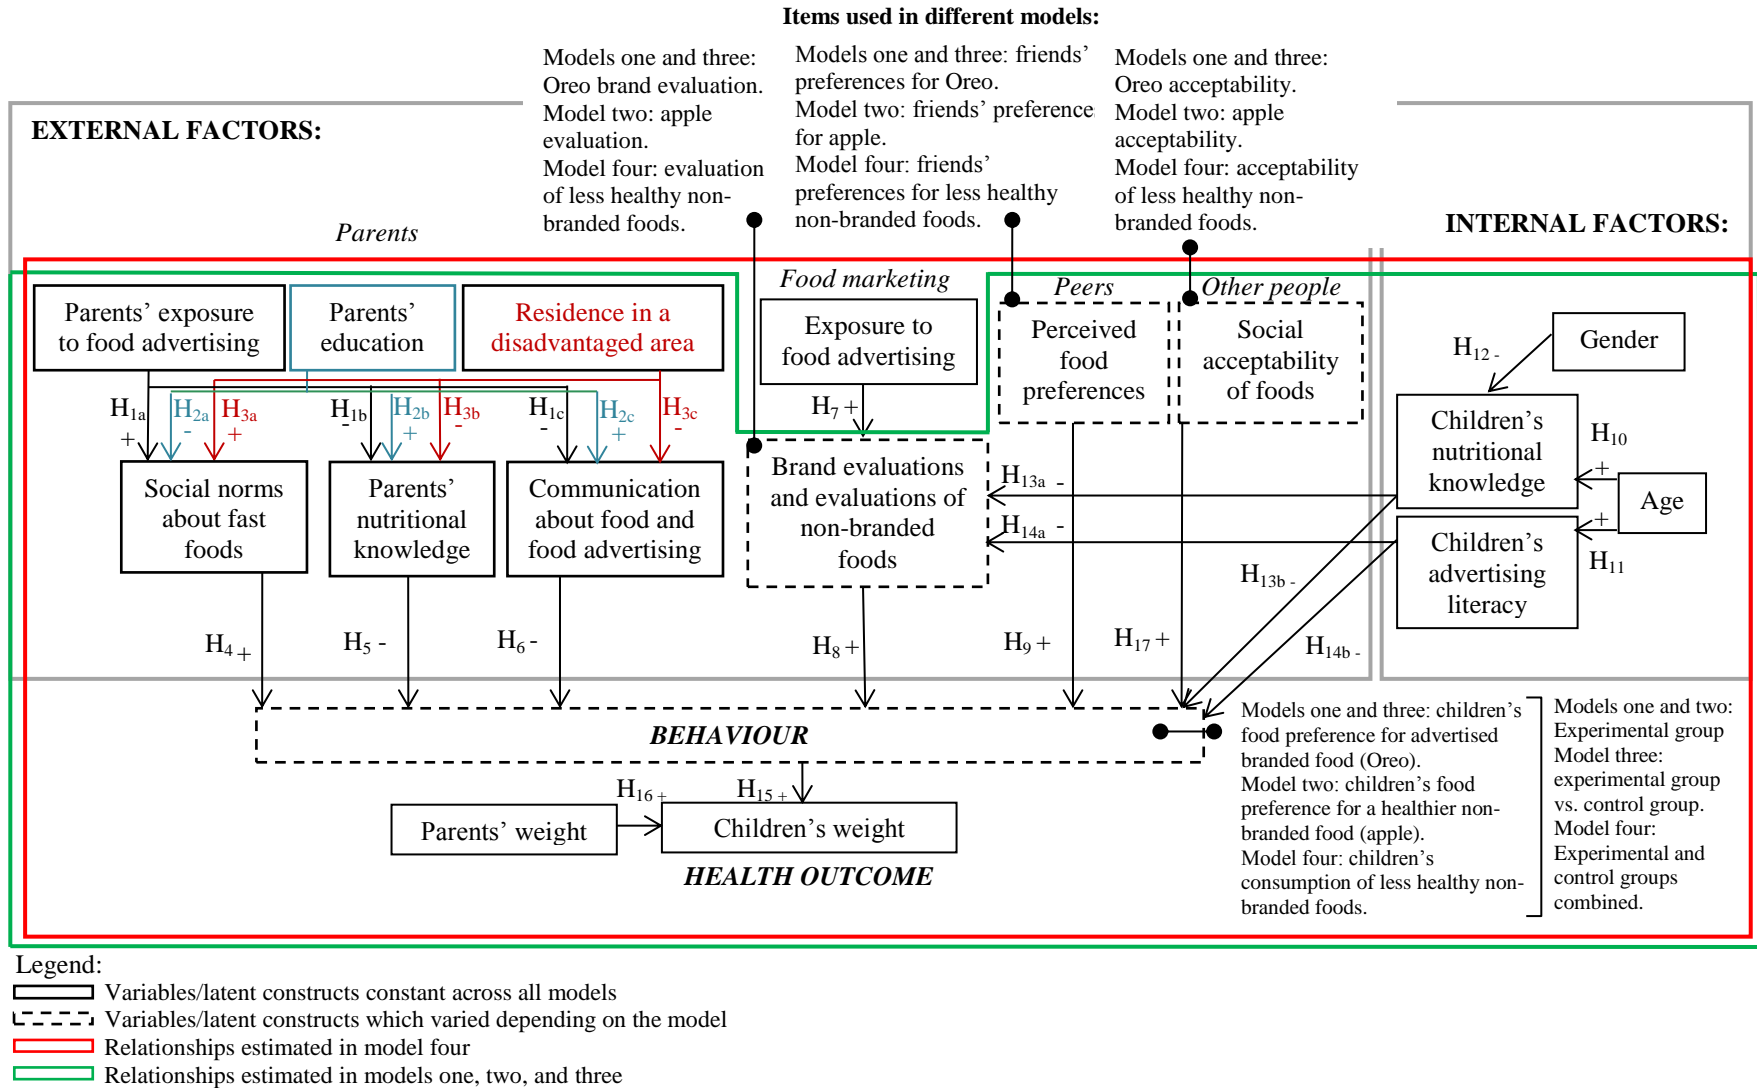 Items used in different models:
Models one and three:
Oreo brand evaluation.
Model two: apple
evaluation.
Model four: evaluation
of less healthy non-
branded foods.
Models one and three: friends’
preferences for Oreo.
Model two: friends’ preference
for apple.
Model four: friends’
preferences for less healthy
non-branded foods.
Models one and three:
Oreo acceptability.
Model two: apple
acceptability.
Model four: acceptability
of less healthy non-
branded foods.
EXTERNAL FACTORS:
INTERNAL FACTORS:
Parents
Food marketing
Peers
Other people
Parents’ exposure
to food advertising
Parents’
education
Residence in a
disadvantaged area
Exposure to
food advertising
Perceived
food
preferences
Social
acceptability
of foods
Gender
H12 -
H1a
+
H2a
-
H3a
+
H1b
-
H2b
+
H3b
-
H1c
-
H2c
+
H3c
-
H7 +
Children’s
nutritional
knowledge
H10
+
Age
+
H11
Children’s
advertising
literacy
Social norms
about fast
foods
Parents’
nutritional
knowledge
Communication
about food and
food advertising
Brand evaluations
and evaluations of
non-branded
foods
H13a -
H14a -
H13b -
H14b -
H4 +
H5 -
H6 -
H8 +
H9 +
H17 +
BEHAVIOUR
H16 +
H15 +
Parents’ weight
Children’s weight
HEALTH OUTCOME
Models one and three: children’s
food preference for advertised
branded food (Oreo).
Model two: children’s food
preference for a healthier non-
branded food (apple).
Model four: children’s
consumption of less healthy non-
branded foods.
Models one and two:
Experimental group
Model three:
experimental group
vs. control group.
Model four:
Experimental and
control groups
combined.
Legend:
Variables/latent constructs constant across all models
Variables/latent constructs which varied depending on the model
Relationships estimated in model four
Relationships estimated in models one, two, and three